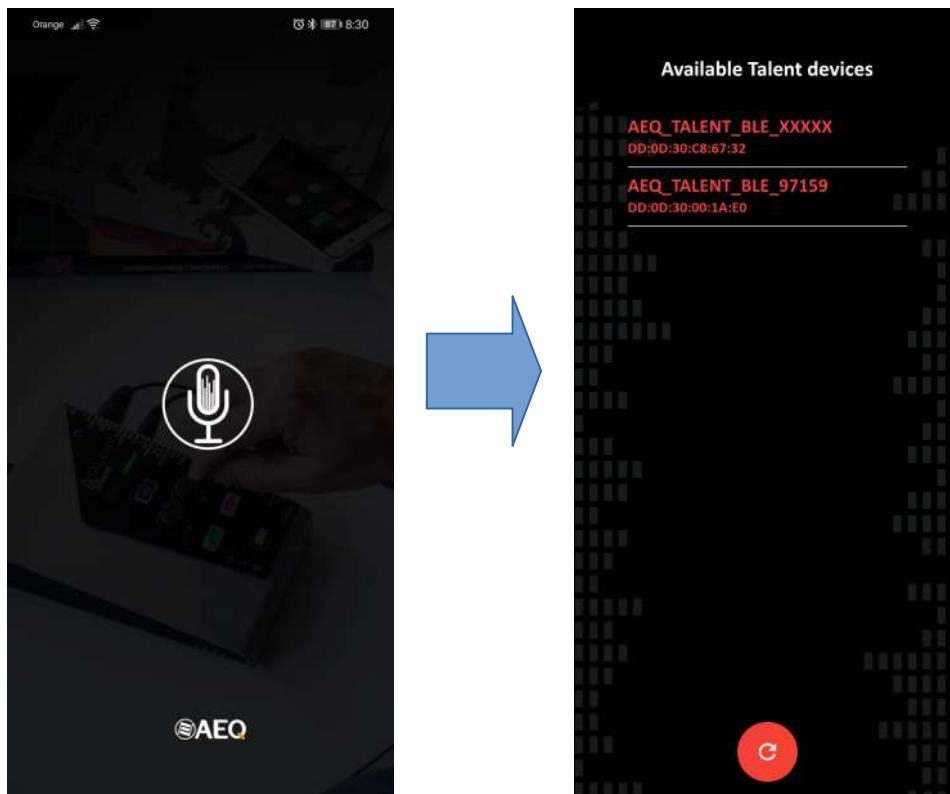 Orange
87 8:30
AEQ
Available Talent devices
AEQ_TALENT_BLE_XXXXX
DD:0D:30:C8:67:32
AEQ_TALENT_BLE_97159
DD:0D:30:00:1A:E0